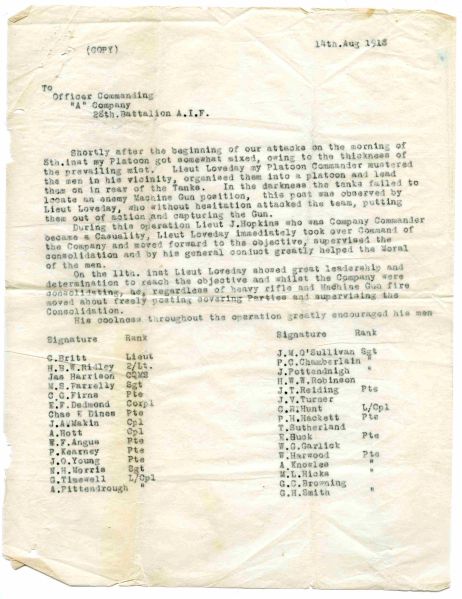 (COPY)
14th.Aug 1918
To
Officer Commanding
"A" Company
28th.Battalion A.I.F.
Shortly after the beginning of our attacks on the morning of
8th.inst my Platoon got somewhat mixed, owing to the thickness of
the prevailing mist. Lieut Loveday my Platoon Commander mustered
the men in his vicinity, organised them into a platoon and lead
them on in rear of the Tanks. In the darkness the tanks failed to
locate an enemy Machine Gun position, this post was observed by
Lieut Loveday, who without hesitation attacked the team, putting
them out of action and capturing the Gun.
During this operation Lieut J.Hopkins who was Company Commander
became a Casualty, Lieut Loveday immediately took over Command of
the Company and moved forward to the objective, supervised the
consolidation and by his general conduct greatly helped the Moral
of the men.
On the 11th. inst Lieut Loveday showed great leadership and
determination to reach the objective and whilst the Company were
consolidating, he, regardless of heavy rifle and Machine Gun fire
moved about freely posting covering Parties and supervising the
Consolidation.
His coolness throughout the operation greatly encouraged his men
Signature Rank
C.Britt Lieut
H.B.W.Ridley 2/Lt.
Jas Harrison CQMS
M.S.Farrelly Sgt
C.G.Firns Pte
E.F.Dedmond Corpl
Chas K Dines Pte
J.A.Makin Cpl
A.Hott Cpl
W.F.Angus Pte
P.Kearney Pte
J.O.Young Pte
N.H.Morris Sgt
G.Timewell L/Cpl
A.Pittendrough "
Signature Rank
J.M.O'Sullivan Sgt
P.C.Chamberlain "
J.Pottendnigh "
H.W.W.Robinson
J.T.Reiding Pte
J.Y.Turner
C.R.Hunt L/Cpl
P.H.Hackett Pte
T.Sutherland
E.Buck Pte
W.G.Garlick
W.Harwood Pte
A.Knowles "
M.L.Hicks "
G.C.Browning
G.H.Smith "